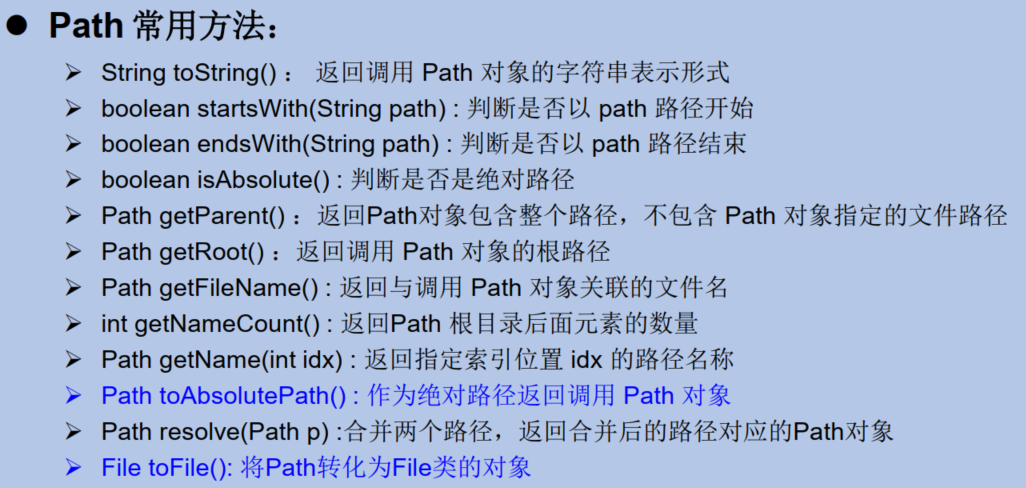 ● Path 常用方法：
➢ String toString() ： 返回调用 Path 对象的字符串表示形式
➢ boolean startsWith(String path) : 判断是否以 path 路径开始
➢ boolean endsWith(String path) : 判断是否以 path 路径结束
➢ boolean isAbsolute() : 判断是否是绝对路径
➢ Path getParent() ：返回Path对象包含整个路径，不包含 Path 对象指定的文件路径
➢ Path getRoot() ：返回调用 Path 对象的根路径
➢ Path getFileName() : 返回与调用 Path 对象关联的文件名
➢ int getNameCount() : 返回Path 根目录后面元素的数量
➢ Path getName(int idx) : 返回指定索引位置 idx 的路径名称
➢ Path toAbsolutePath() : 作为绝对路径返回调用 Path 对象
➢ Path resolve(Path p) :合并两个路径，返回合并后的路径对应的Path对象
➢ File toFile(): 将Path转化为File类的对象